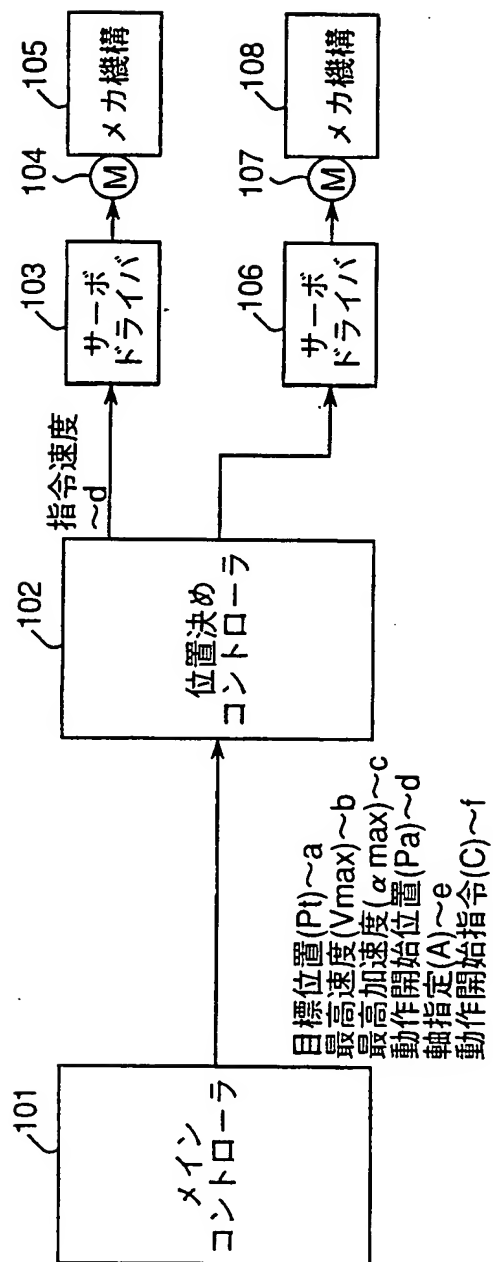 101
メイン
コントローラ
目標位置(Pt)～a
最高速度(Vmax)～b
最高加速度(αmax)～c
動作開始位置(Pa)～d
軸指定(A)～e
動作開始指令(C)～f
102
位置決め
コントローラ
指令速度
～d
103
サーボ
ドライバ
104
M
105
メカ機構
106
サーボ
ドライバ
107
M
108
メカ機構